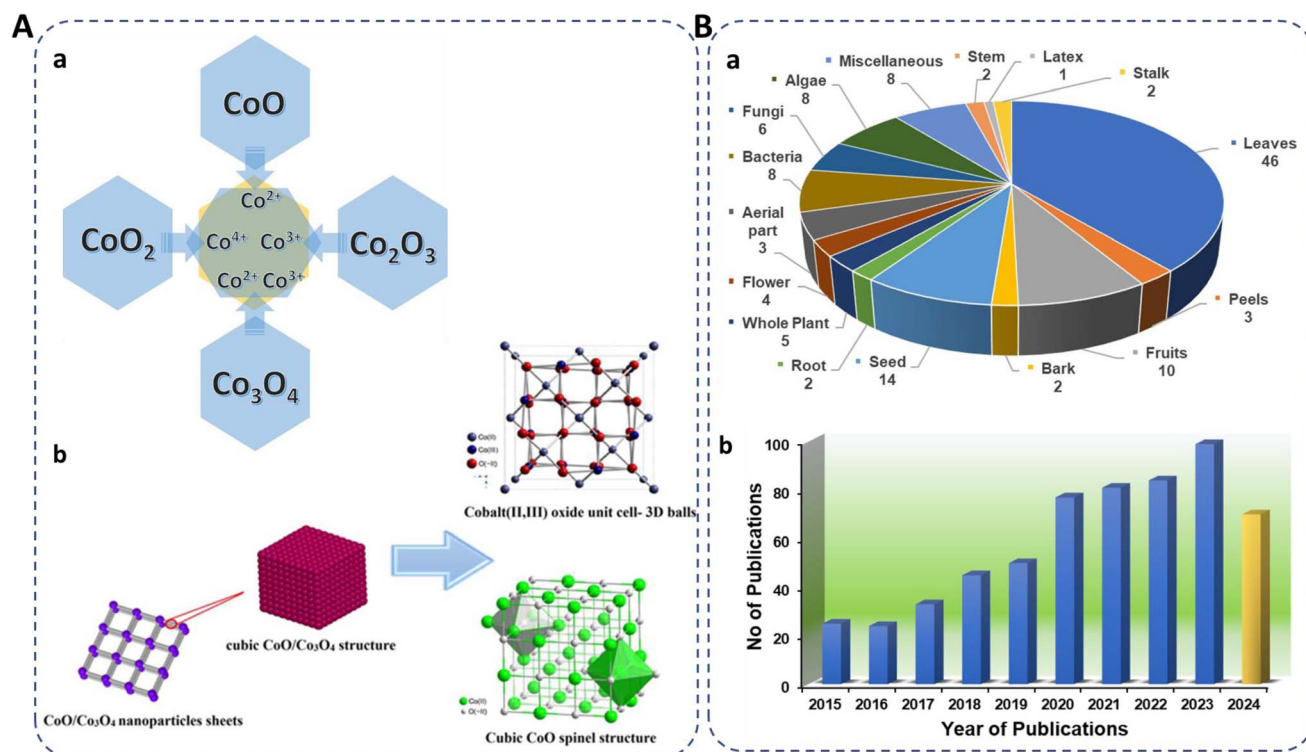 A
a
CoO
CoO₂
Co²⁺
Co⁴⁺ Co³⁺
Co²⁺ Co³⁺
Co₂O₃
Co₃O₄
b
Co(II)
Co(III)
O(-II)
Cobalt(II,III) oxide unit cell- 3D balls
cubic CoO/Co₃O₄ structure
CoO/Co₃O₄ nanoparticles sheets
Co(II)
O(-II)
Cubic CoO spinel structure
B
a
Miscellaneous
8
Stem
2
Latex
1
Stalk
2
Algae
8
Fungi
6
Bacteria
8
Aerial
part
3
Flower
4
Whole Plant
5
Root
2
Seed
14
Bark
2
Fruits
10
Peels
3
Leaves
46
b
No of Publications
100
80
60
40
20
0
2015 2016 2017 2018 2019 2020 2021 2022 2023 2024
Year of Publications